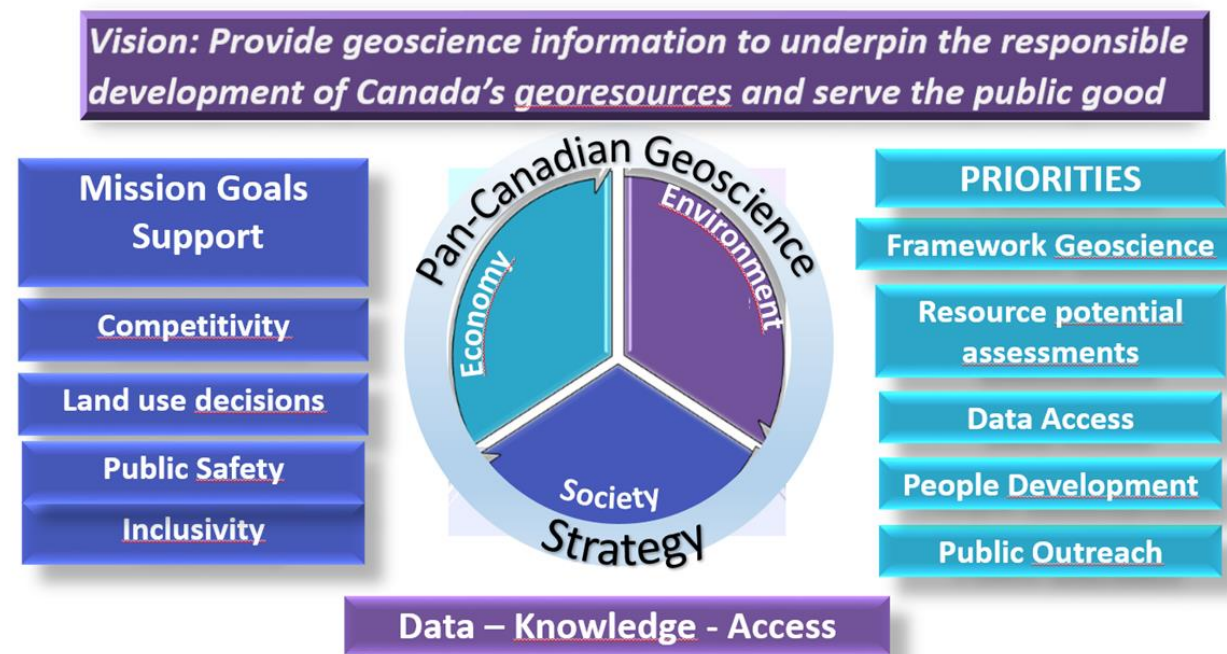 Vision: Provide geoscience information to underpin the responsible
development of Canada’s georesources and serve the public good
Mission Goals
Support
Competitivity
Land use decisions
Public Safety
Inclusivity
Pan-Canadian Geoscience
Strategy
Economy
Environment
Society
PRIORITIES
Framework Geoscience
Resource potential
assessments
Data Access
People Development
Public Outreach
Data – Knowledge - Access